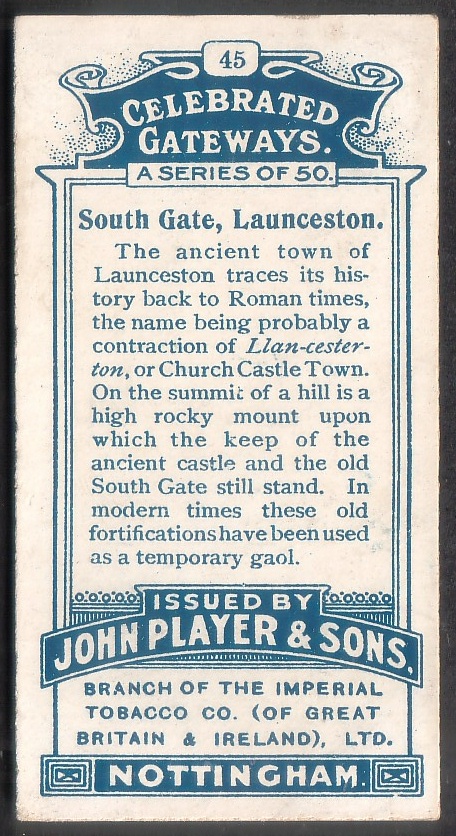 45
CELEBRATED
GATEWAYS.
A SERIES OF 50.
South Gate, Launceston.
The ancient town of
Launceston traces its his-
tory back to Roman times,
the name being probably a
contraction of Llan-cester-
ton, or Church Castle Town.
On the summit of a hill is a
high rocky mount upon
which the keep of the
ancient castle and the old
South Gate still stand. In
modern times these old
fortifications have been used
as a temporary gaol.
ISSUED BY
JOHN PLAYER & SONS.
BRANCH OF THE IMPERIAL
TOBACCO CO. (OF GREAT
BRITAIN & IRELAND), LTD.
NOTTINGHAM.